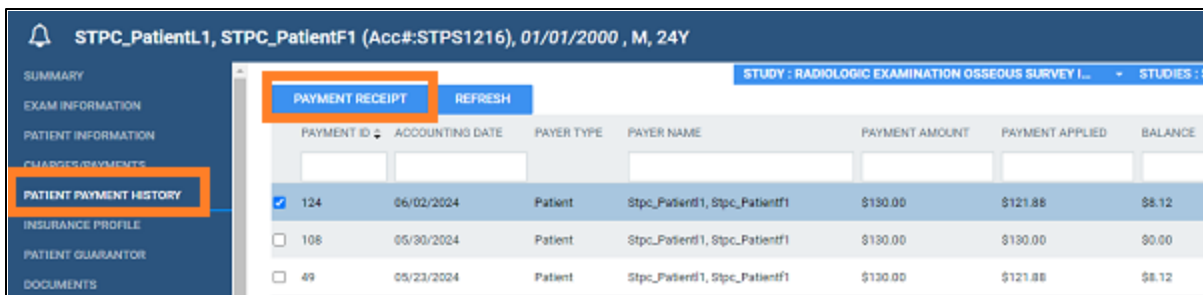 STPC_PatientL1, STPC_PatientF1 (Acc#:STPS1216), 01/01/2000 , M, 24Y
SUMMARY
EXAM INFORMATION
PATIENT INFORMATION
CHARGES/PAYMENTS
PATIENT PAYMENT HISTORY
INSURANCE PROFILE
PATIENT GUARANTOR
DOCUMENTS
STUDY : RADIOLOGIC EXAMINATION OSSEOUS SURVEY I... STUDIES :
PAYMENT RECEIPT REFRESH
PAYMENT ID ACCOUNTING DATE PAYER TYPE PAYER NAME PAYMENT AMOUNT PAYMENT APPLIED BALANCE
124 06/02/2024 Patient Stpc_Patientl1, Stpc_Patientf1 $130.00 $121.88 $8.12
108 05/30/2024 Patient Stpc_Patientl1, Stpc_Patientf1 $130.00 $130.00 $0.00
49 05/23/2024 Patient Stpc_Patientl1, Stpc_Patientf1 $130.00 $121.88 $8.12